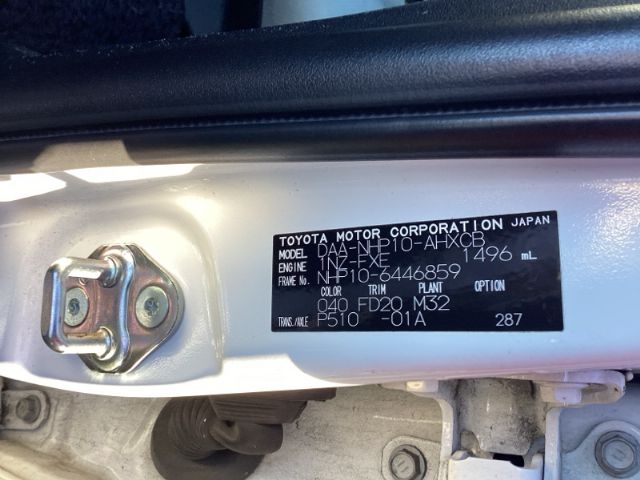 TOYOTA MOTOR CORPORATION JAPAN
MODEL DAA-NHP10-AHXCB
ENGINE 1NZ-FXE 1496 mL
FRAME No. NHP10-6446859
COLOR TRIM PLANT OPTION
040 FD20 M32
TRANS./AXLE P510 -01A 287